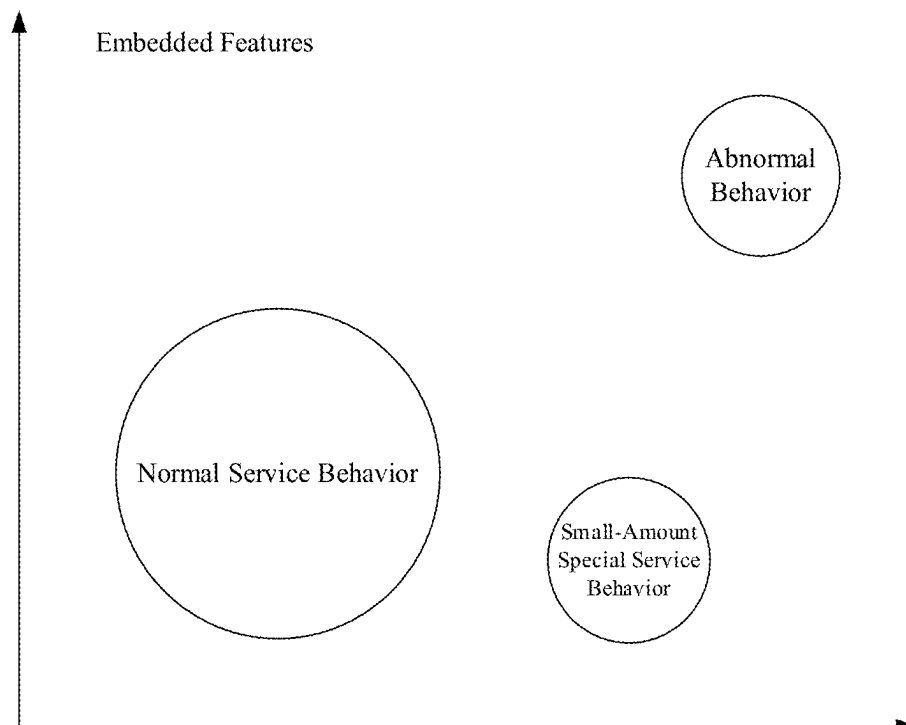 Embedded Features
Abnormal
Behavior
Normal Service Behavior
Small-Amount
Special Service
Behavior